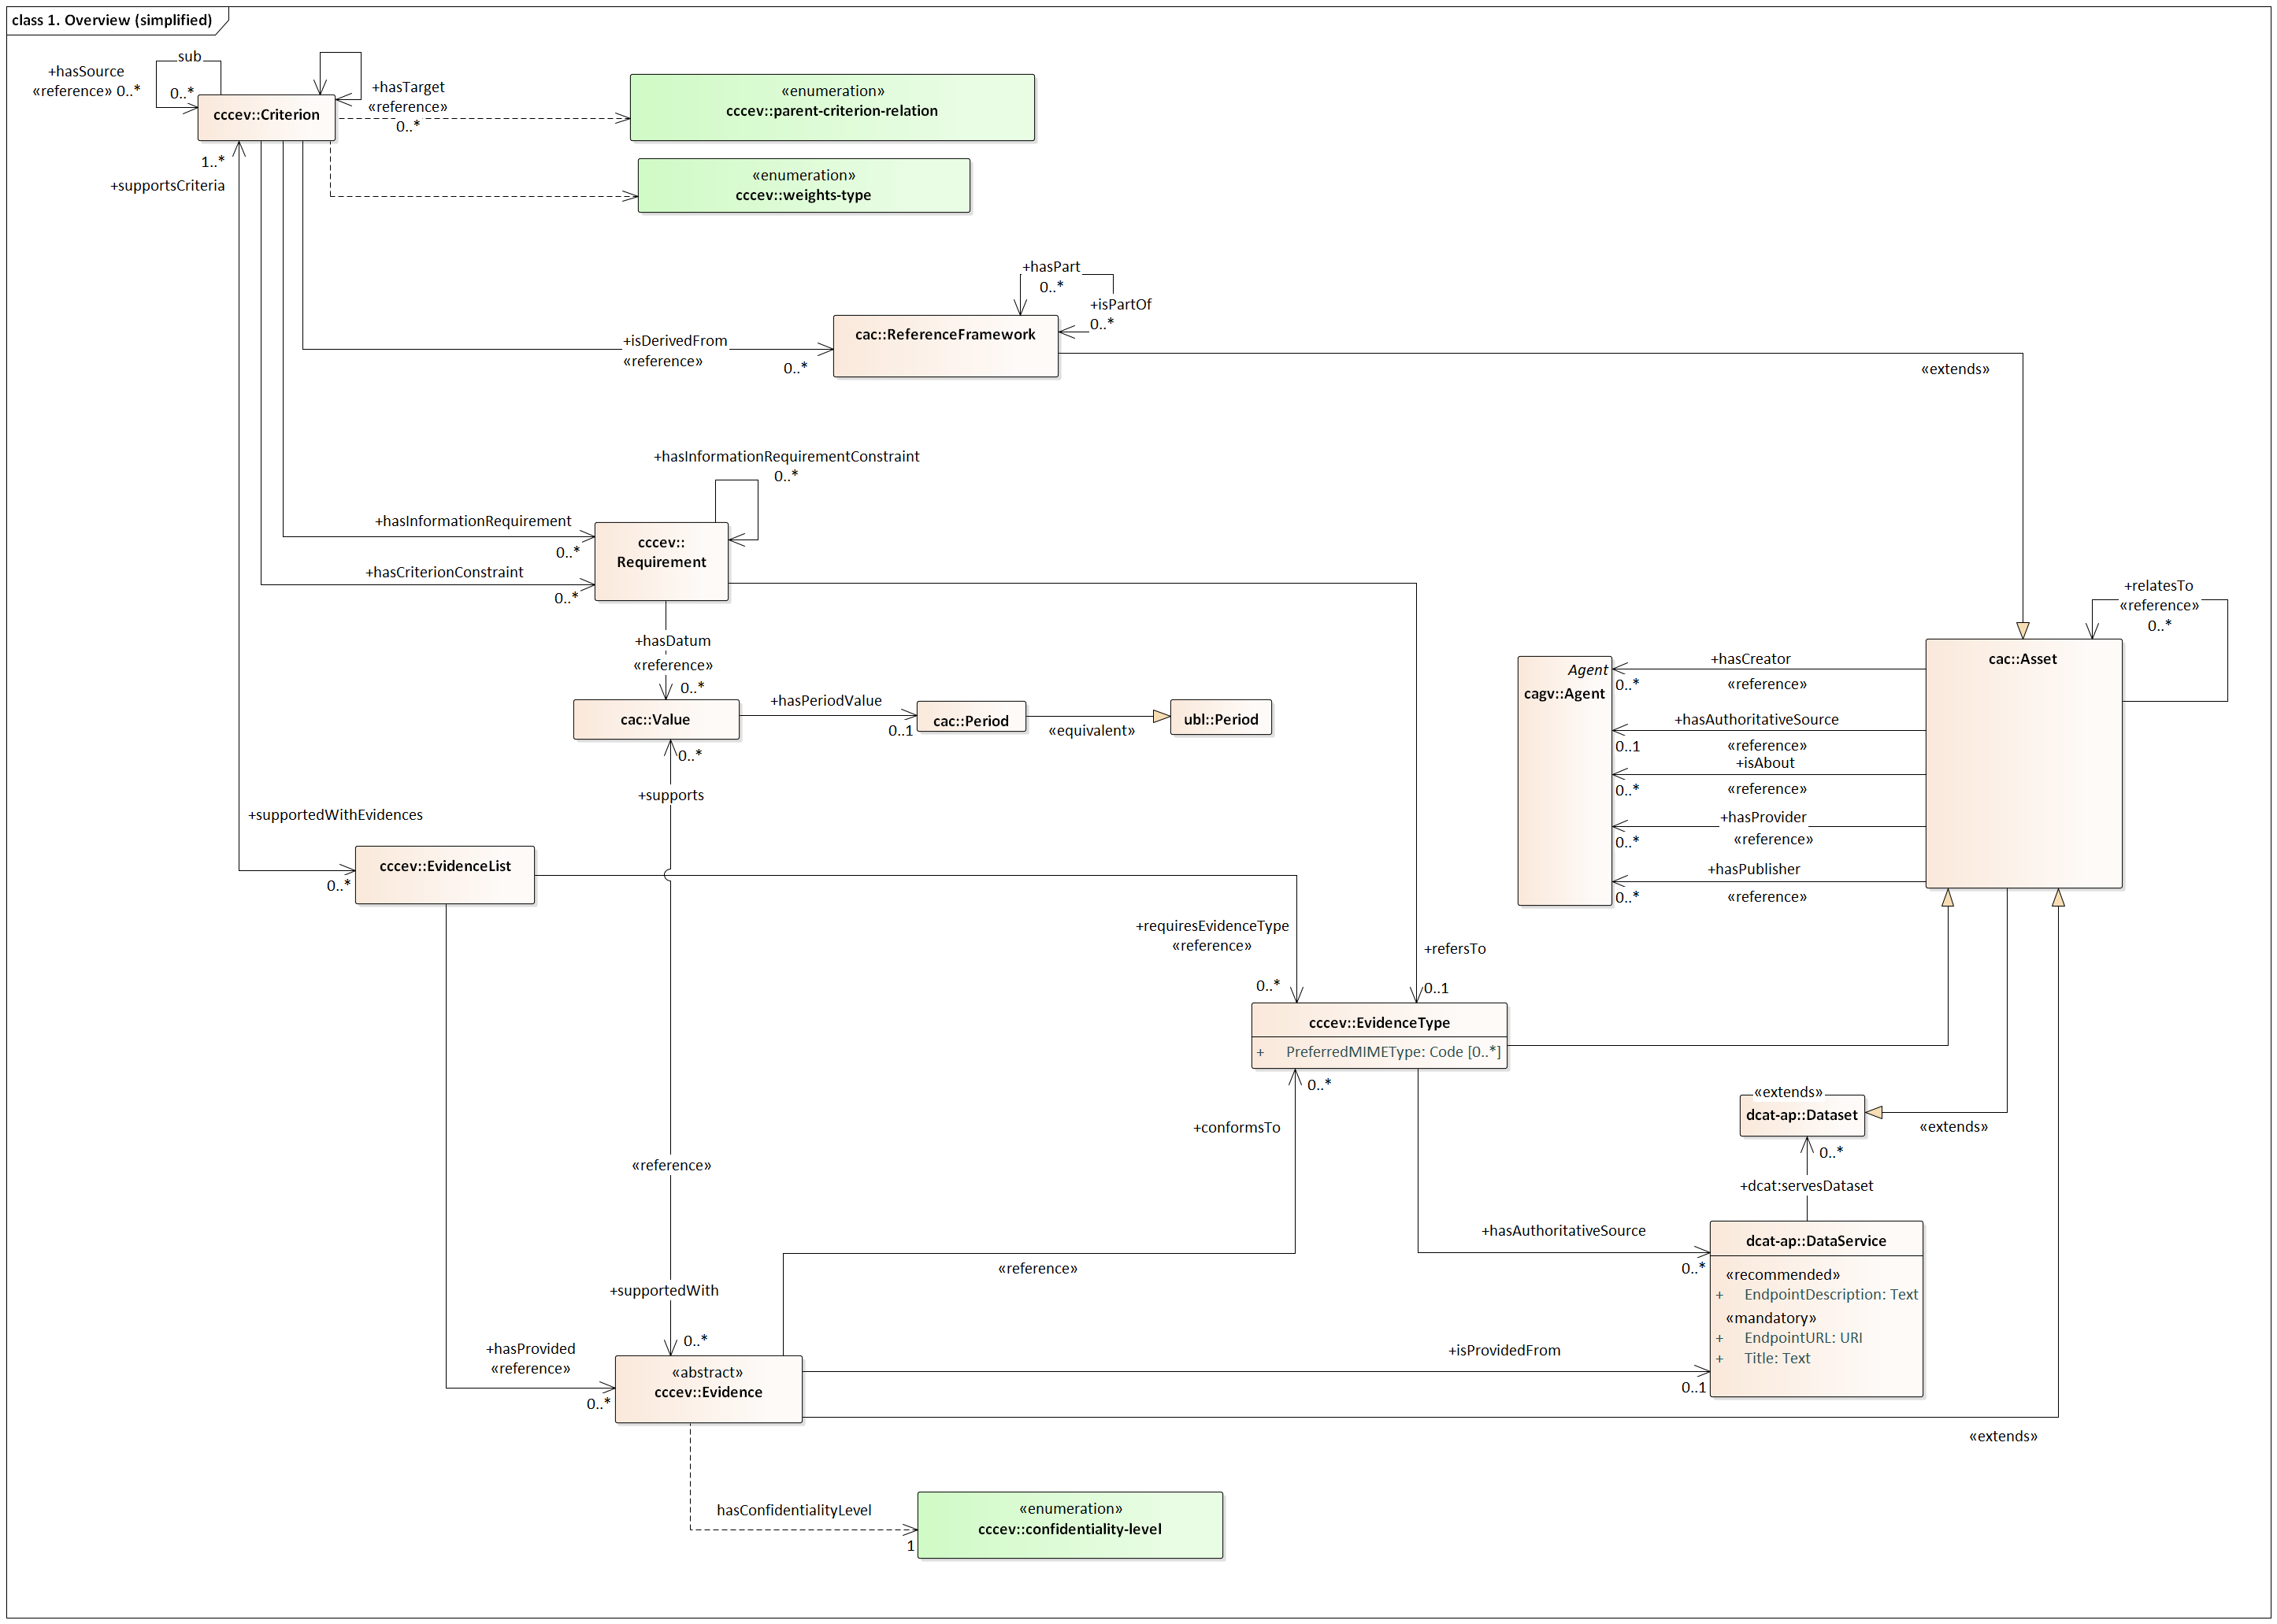 class 1. Overview (simplified)
sub
+hasSource
«reference» 0..*
0..*
cccev::Criterion
+hasTarget
«reference»
0..*
«enumeration»
cccev::parent-criterion-relation
1..*
+supportsCriteria
«enumeration»
cccev::weights-type
+hasPart
0..*
+isPartOf
0..*
cac::ReferenceFramework
+isDerivedFrom
«reference»
0..*
«extends»
+hasInformationRequirementConstraint
0..*
+hasInformationRequirement
0..*
cccev::
Requirement
+hasCriterionConstraint
0..*
+relatesTo
«reference»
0..*
+hasDatum
«reference»
0..*
cac::Value
+hasPeriodValue
0..1
cac::Period
«equivalent»
ubl::Period
0..*
+supports
Agent
cagv::Agent
cac::Asset
+hasCreator
0..*
«reference»
+hasAuthoritativeSource
0..1
«reference»
+isAbout
0..*
«reference»
+hasProvider
0..*
«reference»
+hasPublisher
0..*
«reference»
+supportedWithEvidences
0..*
cccev::EvidenceList
+requiresEvidenceType
«reference»
0..*
+refersTo
0..1
cccev::EvidenceType
+ PreferredMIMEType: Code [0..*]
0..*
+conformsTo
«reference»
«extends»
dcat-ap::Dataset
«extends»
0..*
+dcat:servesDataset
+hasAuthoritativeSource
0..*
dcat-ap::DataService
«recommended»
+ EndpointDescription: Text
«mandatory»
+ EndpointURL: URI
+ Title: Text
«reference»
+supportedWith
0..*
+hasProvided
«reference»
0..*
«abstract»
cccev::Evidence
+isProvidedFrom
0..1
«extends»
hasConfidentialityLevel
1
«enumeration»
cccev::confidentiality-level